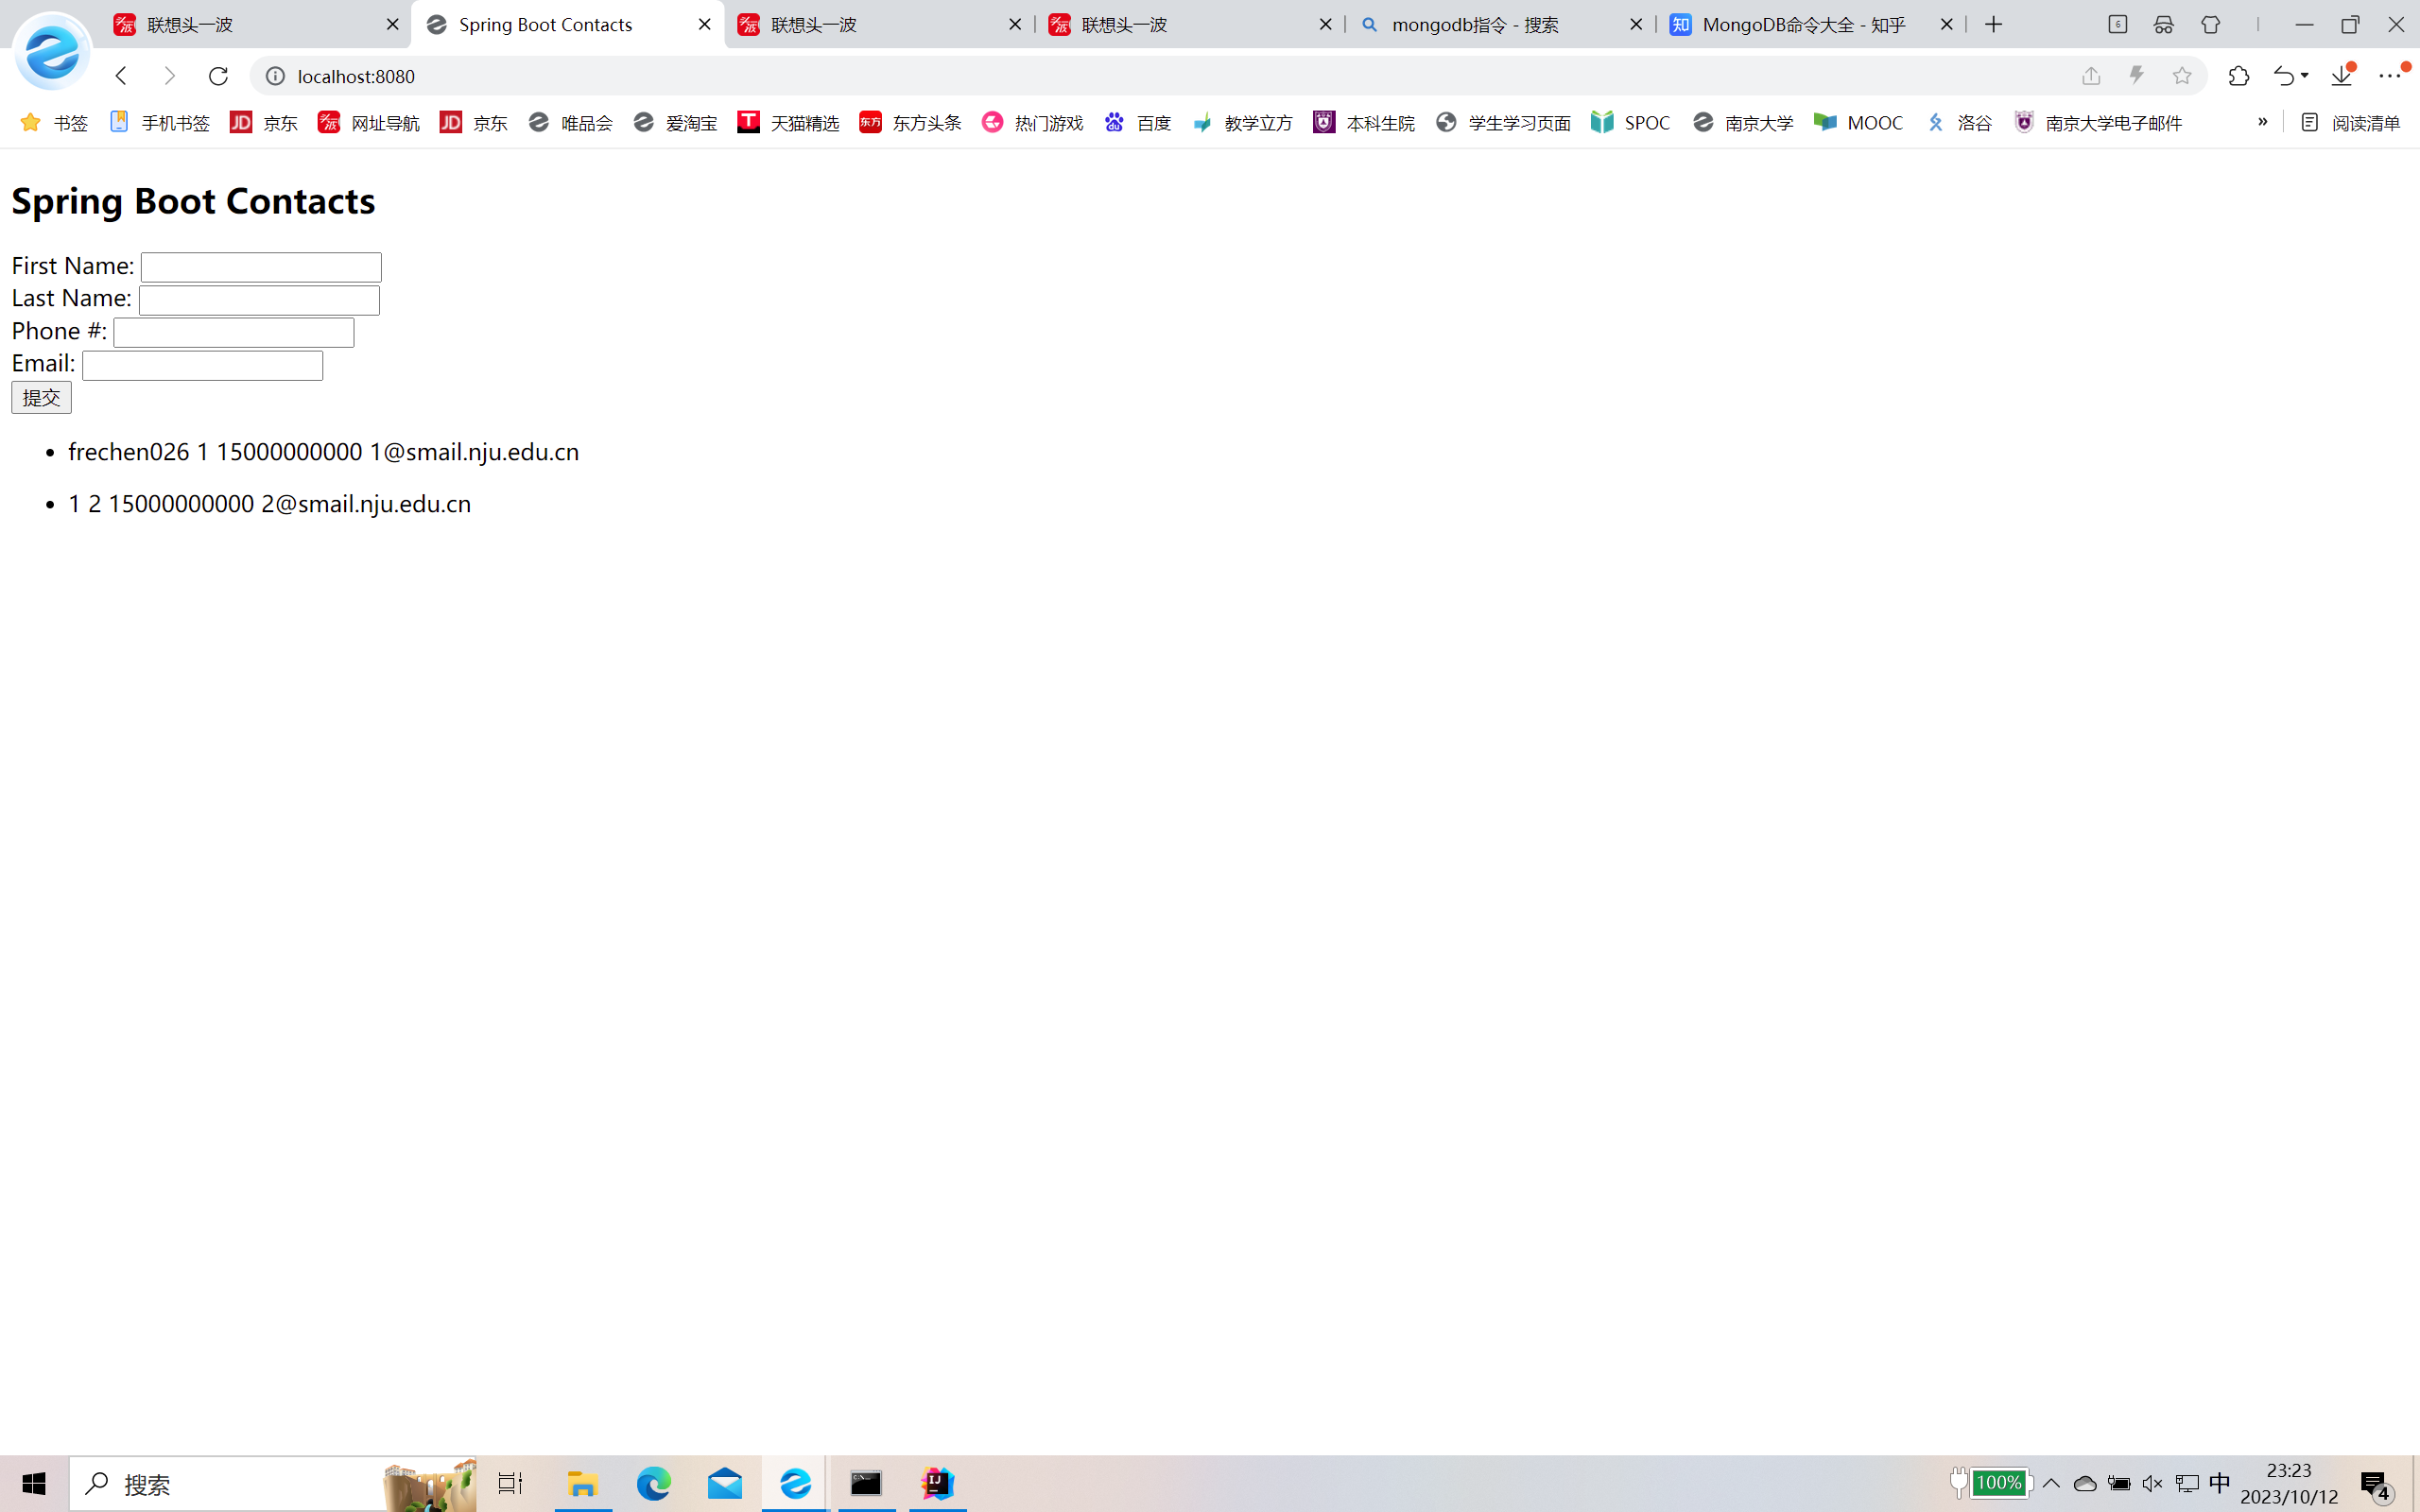 联想头一波
Spring Boot Contacts
联想头一波
联想头一波
mongodb指令 - 搜索
MongoDB命令大全 - 知乎
6
localhost:8080
书签 手机书签 JD 京东 网址导航 JD 京东 唯品会 爱淘宝 天猫精选 东方 东方头条 热门游戏 百度 教学立方 本科生院 学生学习页面 SPOC 南京大学 MOOC 洛谷 南京大学电子邮件 » 阅读清单
Spring Boot Contacts
First Name:
Last Name:
Phone #:
Email:
提交
• frechen026 1 15000000000 1@smail.nju.edu.cn
• 1 2 15000000000 2@smail.nju.edu.cn
搜索
100%
中
23:23
2023/10/12
4